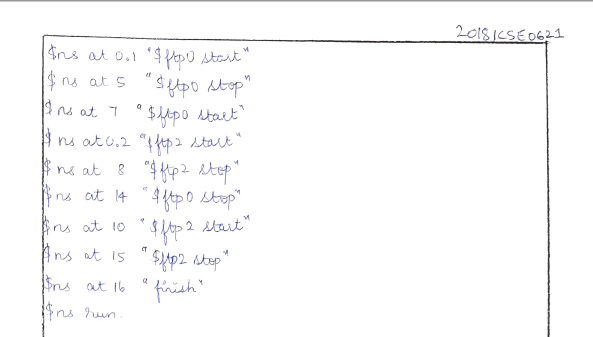 2018ICSE0621
$ns at 0.1 "$ftp0 start"
$ns at 5 "$ftp0 stop"
$ns at 7 "$ftp0 start"
$ns at 0.2 "$ftp2 start"
$ns at 8 "$ftp2 stop"
$ns at 14 "$ftp0 stop"
$ns at 10 "$ftp2 start"
$ns at 15 "$ftp2 stop"
$ns at 16 "finish"
$ns run.